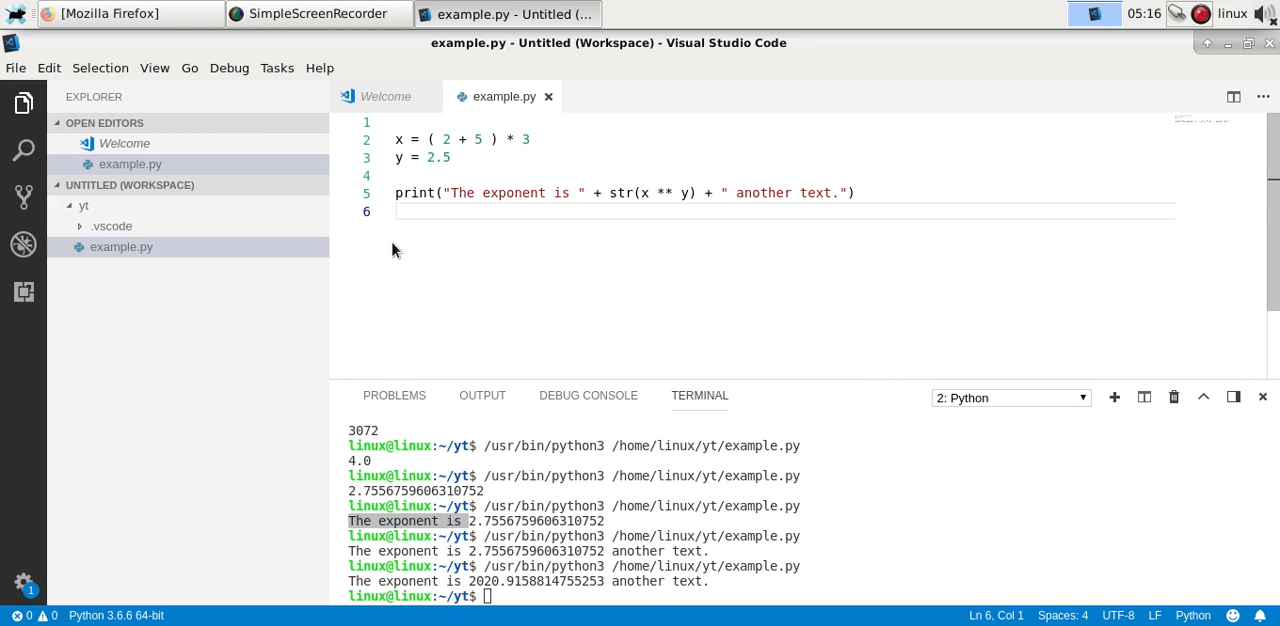 [Mozilla Firefox]
SimpleScreenRecorder
example.py - Untitled (...
05:16
linux
example.py - Untitled (Workspace) - Visual Studio Code
File Edit Selection View Go Debug Tasks Help
EXPLORER
OPEN EDITORS
Welcome
example.py
UNTITLED (WORKSPACE)
yt
.vscode
example.py
1
Welcome
example.py
1
2 x = ( 2 + 5 ) * 3
3 y = 2.5
4
5 print("The exponent is " + str(x ** y) + " another text.")
6
PROBLEMS OUTPUT DEBUG CONSOLE TERMINAL
2: Python
3072
linux@linux:~/yt$ /usr/bin/python3 /home/linux/yt/example.py
4.0
linux@linux:~/yt$ /usr/bin/python3 /home/linux/yt/example.py
2.7556759606310752
linux@linux:~/yt$ /usr/bin/python3 /home/linux/yt/example.py
The exponent is 2.7556759606310752
linux@linux:~/yt$ /usr/bin/python3 /home/linux/yt/example.py
The exponent is 2.7556759606310752 another text.
linux@linux:~/yt$ /usr/bin/python3 /home/linux/yt/example.py
The exponent is 2020.9158814755253 another text.
linux@linux:~/yt$
0 0 Python 3.6.6 64-bit
Ln 6, Col 1 Spaces: 4 UTF-8 LF Python